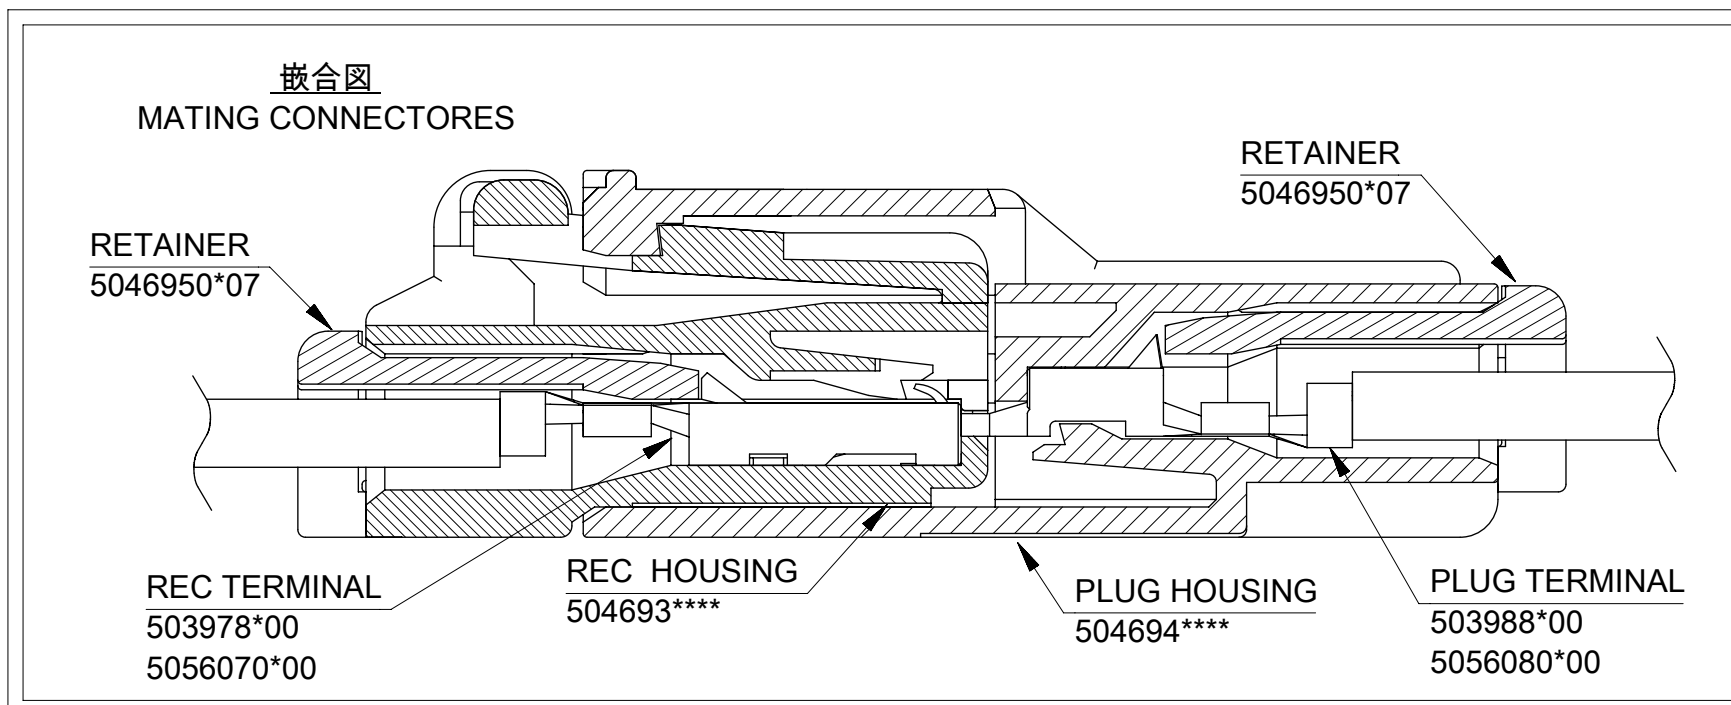 嵌合図
MATING CONNECTORES
RETAINER
5046950*07
RETAINER
5046950*07
REC TERMINAL
503978*00
5056070*00
REC HOUSING
504693****
PLUG HOUSING
504694****
PLUG TERMINAL
503988*00
5056080*00